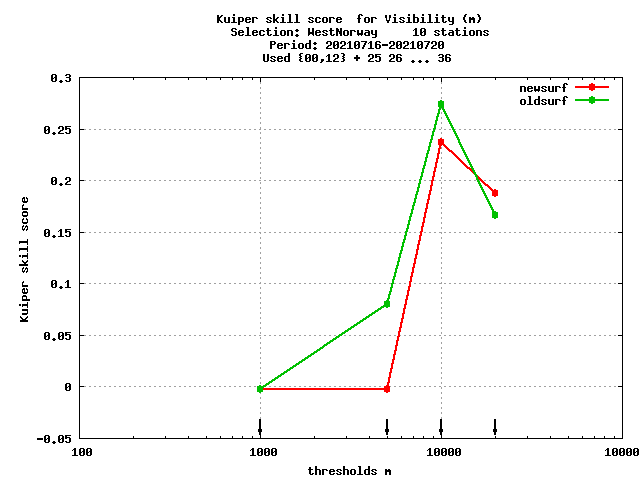 Kuiper skill score  for Visibility (m)
Selection: WestNorway     10 stations
Period: 20210716-20210720
Used {00,12} + 25 26 ... 36
newsurf
oldsurf
0.3
0.25
0.2
0.15
0.1
0.05
0
-0.05
Kuiper skill score
100
1000
10000
10000
thresholds m